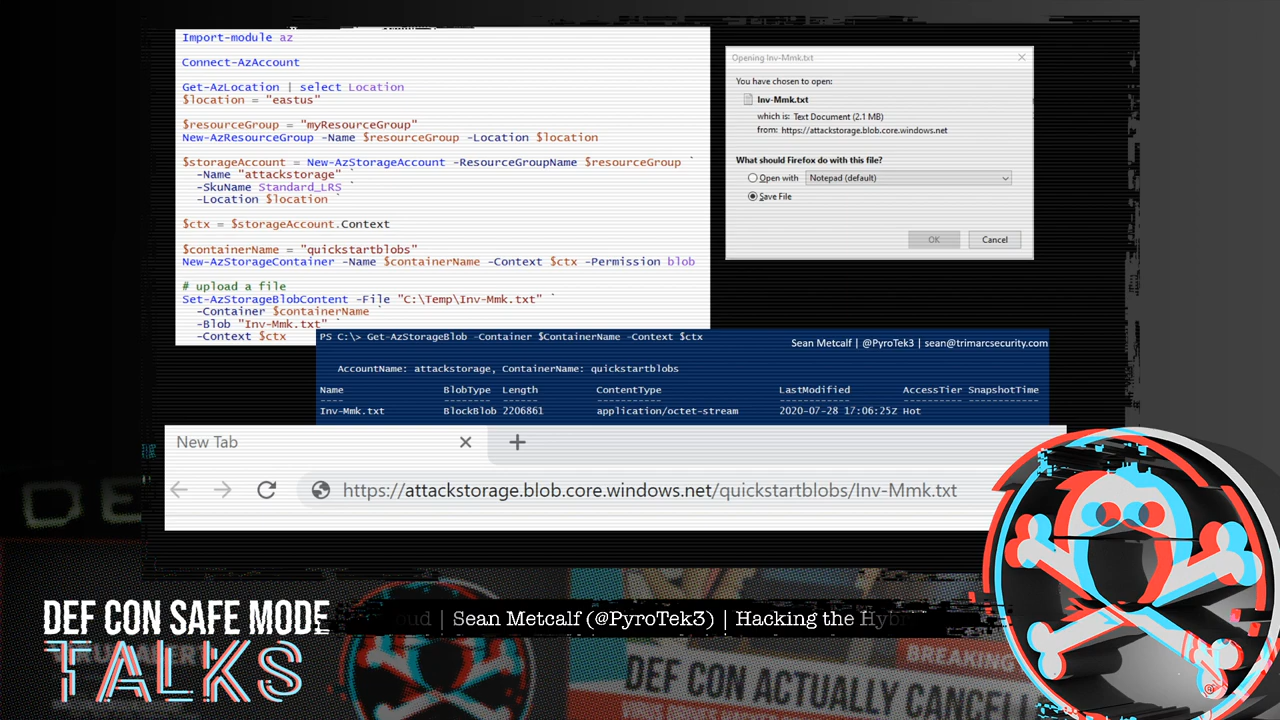 Import-module az
Connect-AzAccount
Get-AzLocation | select Location
$location = "eastus"
$resourceGroup = "myResourceGroup"
New-AzResourceGroup -Name $resourceGroup -Location $location
$storageAccount = New-AzStorageAccount -ResourceGroupName $resourceGroup `
-Name "attackstorage" `
-SkuName Standard_LRS `
-Location $location `
$ctx = $storageAccount.Context
$containerName = "quickstartblobs"
New-AzStorageContainer -Name $containerName -Context $ctx -Permission blob
# upload a file
Set-AzStorageBlobContent -File "C:\Temp\Inv-Mmk.txt" `
-Container $containerName `
-Blob "Inv-Mmk.txt" `
-Context $ctx
Opening Inv-Mmk.txt
You have chosen to open:
Inv-Mmk.txt
which is: Text Document (2.1 MB)
from: https://attackstorage.blob.core.windows.net
What should Firefox do with this file?
Open with Notepad (default)
Save File
OK Cancel
PS C:\> Get-AzStorageBlob -Container $ContainerName -Context $ctx
Sean Metcalf | @PyroTek3 | sean@trimarcsecurity.com
AccountName: attackstorage, ContainerName: quickstartblobs
Name BlobType Length ContentType LastModified AccessTier SnapshotTime
---- -------- ------ ----------- ------------ ---------- ------------
Inv-Mmk.txt BlockBlob 2206861 application/octet-stream 2020-07-28 17:06:25Z Hot
New Tab
https://attackstorage.blob.core.windows.net/quickstartblobs/Inv-Mmk.txt
DEF CON SAFE MODE
TALKS
oud | Sean Metcalf (@PyroTek3) | Hacking the Hybr
BREAKING
DEF CON ACTUALLY CANCELL